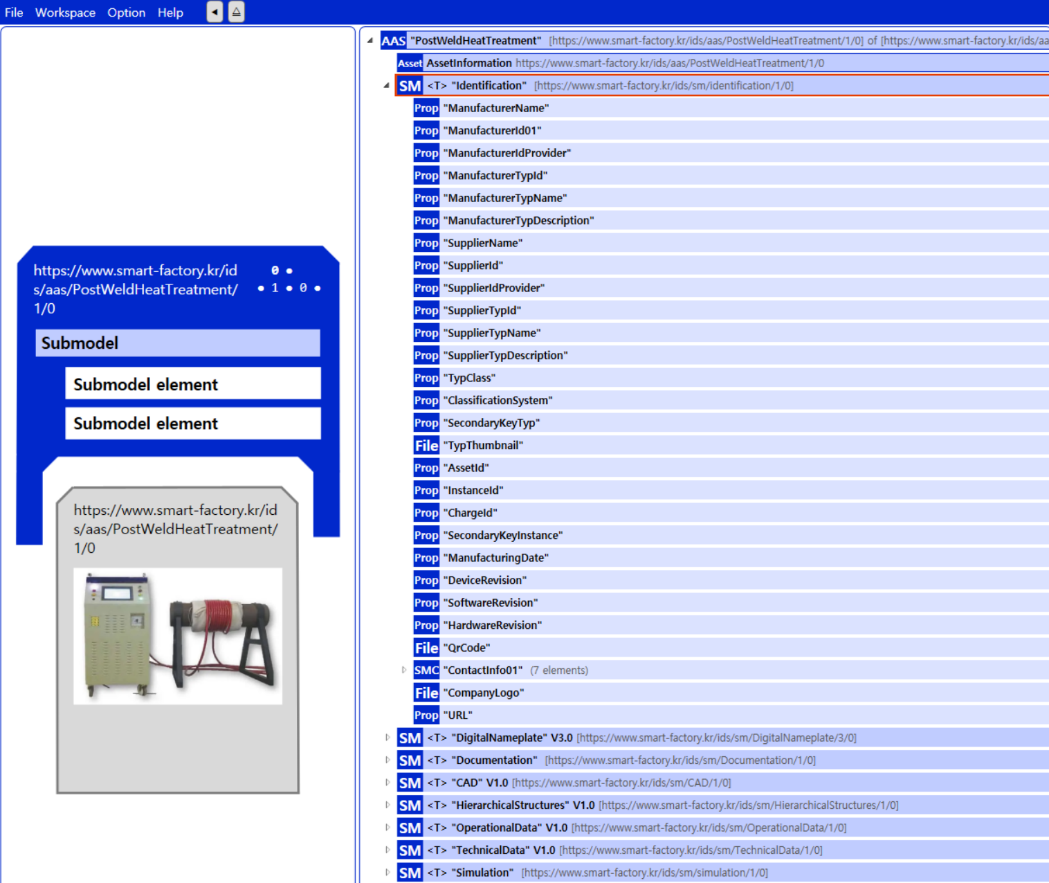 File Workspace Option Help
https://www.smart-factory.kr/id
s/aas/PostWeldHeatTreatment/
1/0
0
1 0
Submodel
Submodel element
Submodel element
https://www.smart-factory.kr/id
s/aas/PostWeldHeatTreatment/
1/0
AAS "PostWeldHeatTreatment" [https://www.smart-factory.kr/ids/aas/PostWeldHeatTreatment/1/0] of [https://www.smart-factory.kr/ids/aa
Asset AssetInformation https://www.smart-factory.kr/ids/aas/PostWeldHeatTreatment/1/0
SM <T> "Identification" [https://www.smart-factory.kr/ids/sm/identification/1/0]
Prop "ManufacturerName"
Prop "ManufacturerId01"
Prop "ManufacturerIdProvider"
Prop "ManufacturerTypId"
Prop "ManufacturerTypName"
Prop "ManufacturerTypDescription"
Prop "SupplierName"
Prop "SupplierId"
Prop "SupplierIdProvider"
Prop "SupplierTypId"
Prop "SupplierTypName"
Prop "SupplierTypDescription"
Prop "TypClass"
Prop "ClassificationSystem"
Prop "SecondaryKeyTyp"
File "TypThumbnail"
Prop "AssetId"
Prop "InstanceId"
Prop "ChargeId"
Prop "SecondaryKeyInstance"
Prop "ManufacturingDate"
Prop "DeviceRevision"
Prop "SoftwareRevision"
Prop "HardwareRevision"
File "QrCode"
SMC "ContactInfo01" (7 elements)
File "CompanyLogo"
Prop "URL"
SM <T> "DigitalNameplate" V3.0 [https://www.smart-factory.kr/ids/sm/DigitalNameplate/3/0]
SM <T> "Documentation" [https://www.smart-factory.kr/ids/sm/Documentation/1/0]
SM <T> "CAD" V1.0 [https://www.smart-factory.kr/ids/sm/CAD/1/0]
SM <T> "HierarchicalStructures" V1.0 [https://www.smart-factory.kr/ids/sm/HierarchicalStructures/1/0]
SM <T> "OperationalData" V1.0 [https://www.smart-factory.kr/ids/sm/OperationalData/1/0]
SM <T> "TechnicalData" V1.0 [https://www.smart-factory.kr/ids/sm/TechnicalData/1/0]
SM <T> "Simulation" [https://www.smart-factory.kr/ids/sm/simulation/1/0]